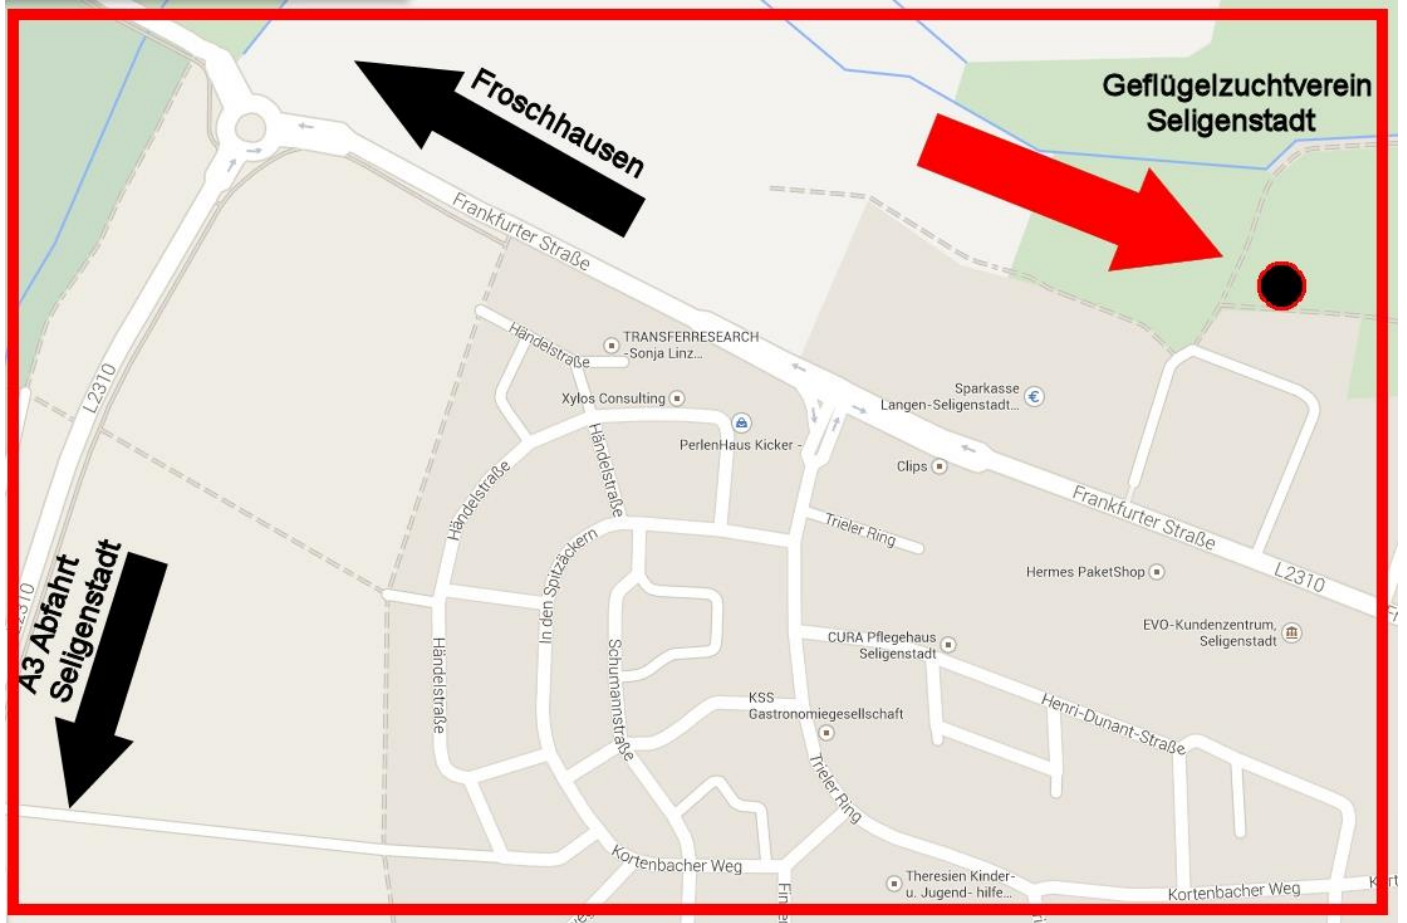 Geflügelzuchtverein
Seligenstadt
Froschhausen
Frankfurter Straße
L2310
Händelstraße
TRANSFERRESEARCH
-Sonja Linz...
Xylos Consulting
PerlenHaus Kicker -
Sparkasse
Langen-Seligenstadt...
Clips
Händelstraße
Händelstraße
Frankfurter Straße
L2310
Trieler Ring
In den Spitzäckern
Hermes PaketShop
A3 Abfahrt
Seligenstadt
EVO-Kundenzentrum,
Seligenstadt
CURA Pflegehaus
Seligenstadt
Händelstraße
Schumannstraße
KSS
Gastronomiegesellschaft
Henri-Dunant-Straße
Trieler Ring
Kortenbacher Weg
Theresien Kinder-
u. Jugend- hilfe...
Kortenbacher Weg